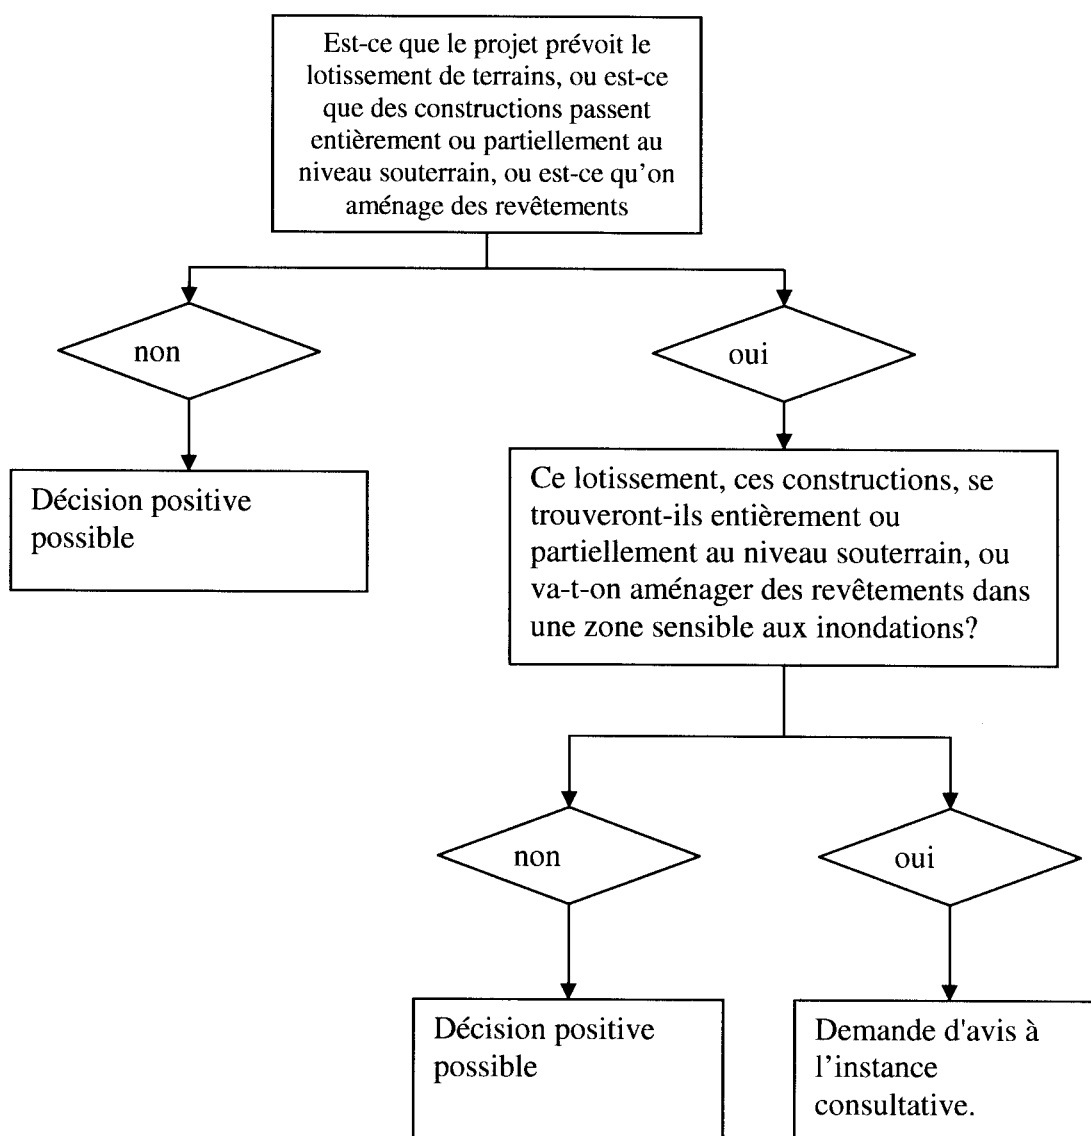 Est-ce que le projet prévoit le
lotissement de terrains, ou est-ce
que des constructions passent
entièrement ou partiellement au
niveau souterrain, ou est-ce qu’on
aménage des revêtements
non
oui
Décision positive
possible
Ce lotissement, ces constructions, se
trouveront-ils entièrement ou
partiellement au niveau souterrain, ou
va-t-on aménager des revêtements dans
une zone sensible aux inondations?
non
oui
Décision positive
possible
Demande d'avis à
l’instance
consultative.